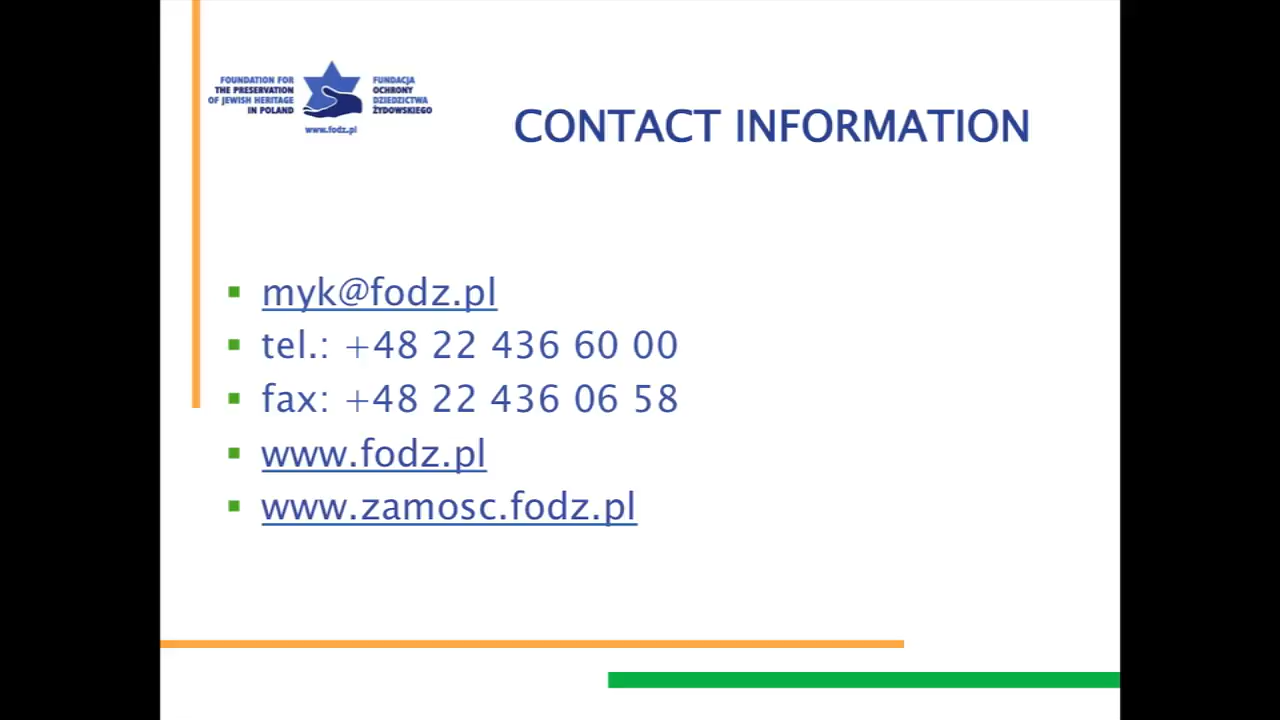 FOUNDATION FOR
THE PRESERVATION
OF JEWISH HERITAGE
IN POLAND
FUNDACJA
OCHRONY
DZIEDZICTWA
ŻYDOWSKIEGO
www.fodz.pl
CONTACT INFORMATION
myk@fodz.pl
tel.: +48 22 436 60 00
fax: +48 22 436 06 58
www.fodz.pl
www.zamosc.fodz.pl